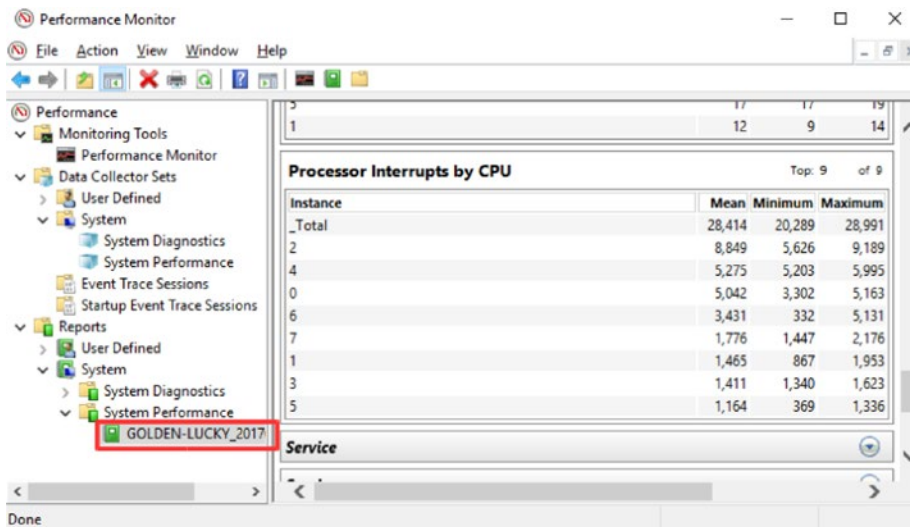 Performance Monitor
File Action View Window Help
Performance
Monitoring Tools
Performance Monitor
Data Collector Sets
User Defined
System
System Diagnostics
System Performance
Event Trace Sessions
Startup Event Trace Sessions
Reports
User Defined
System
System Diagnostics
System Performance
GOLDEN-LUCKY_2017
5 17 17 19
1 12 9 14
Processor Interrupts by CPU Top: 9 of 9
Instance Mean Minimum Maximum
_Total 28,414 20,289 28,991
2 8,849 5,626 9,189
4 5,275 5,203 5,995
0 5,042 3,302 5,163
6 3,431 332 5,131
7 1,776 1,447 2,176
1 1,465 867 1,953
3 1,411 1,340 1,623
5 1,164 369 1,336
Service
Done